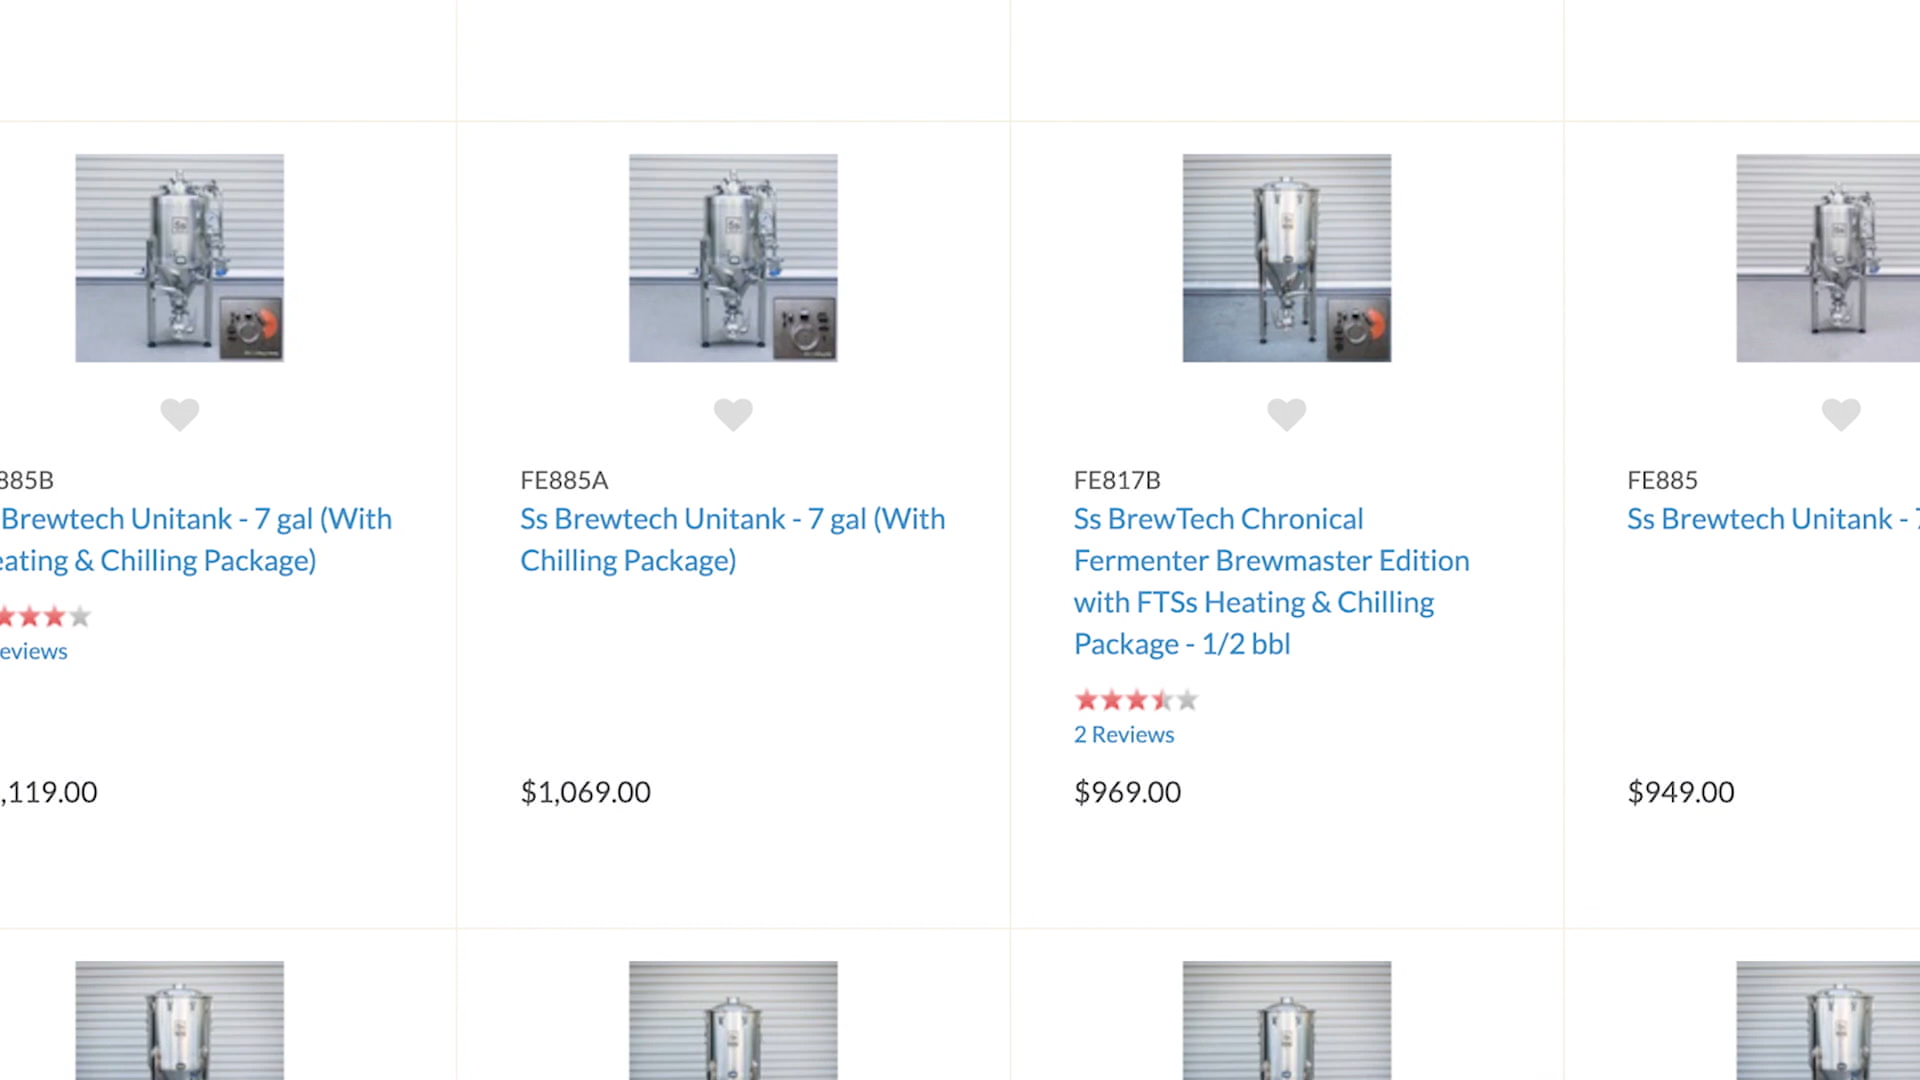 885B
Brewtech Unitank - 7 gal (With
eating & Chilling Package)
eviews
,119.00
FE885A
Ss Brewtech Unitank - 7 gal (With
Chilling Package)
$1,069.00
FE817B
Ss BrewTech Chronical
Fermenter Brewmaster Edition
with FTSs Heating & Chilling
Package - 1/2 bbl
2 Reviews
$969.00
FE885
Ss Brewtech Unitank -
$949.00